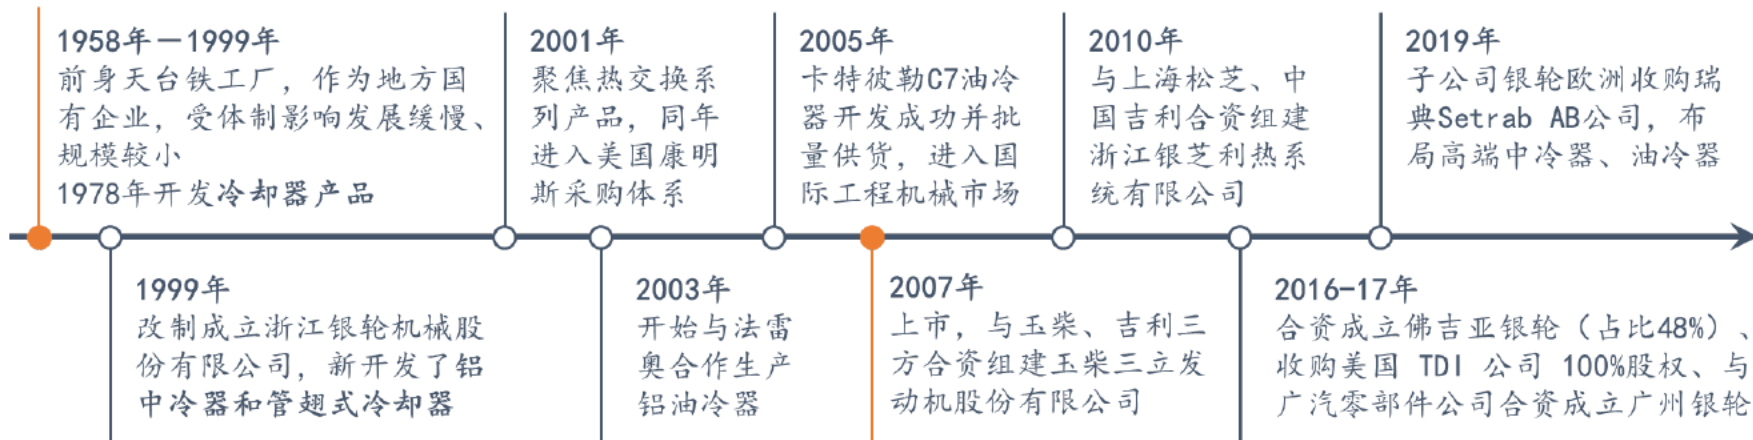 1958年－1999年
前身天台铁工厂，作为地方国
有企业，受体制影响发展缓慢、
规模较小
1978年开发冷却器产品
2001年
聚焦热交换系
列产品，同年
进入美国康明
斯采购体系
2005年
卡特彼勒C7油冷
器开发成功并批
量供货，进入国
际工程机械市场
2010年
与上海松芝、中
国吉利合资组建
浙江银芝利热系
统有限公司
2019年
子公司银轮欧洲收购瑞
典Setrab AB公司，布
局高端中冷器、油冷器
1999年
改制成立浙江银轮机械股
份有限公司，新开发了铝
中冷器和管翅式冷却器
2003年
开始与法雷
奥合作生产
铝油冷器
2007年
上市，与玉柴、吉利三
方合资组建玉柴三立发
动机股份有限公司
2016-17年
合资成立佛吉亚银轮（占比48%）、
收购美国 TDI 公司 100%股权、与
广汽零部件公司合资成立广州银轮